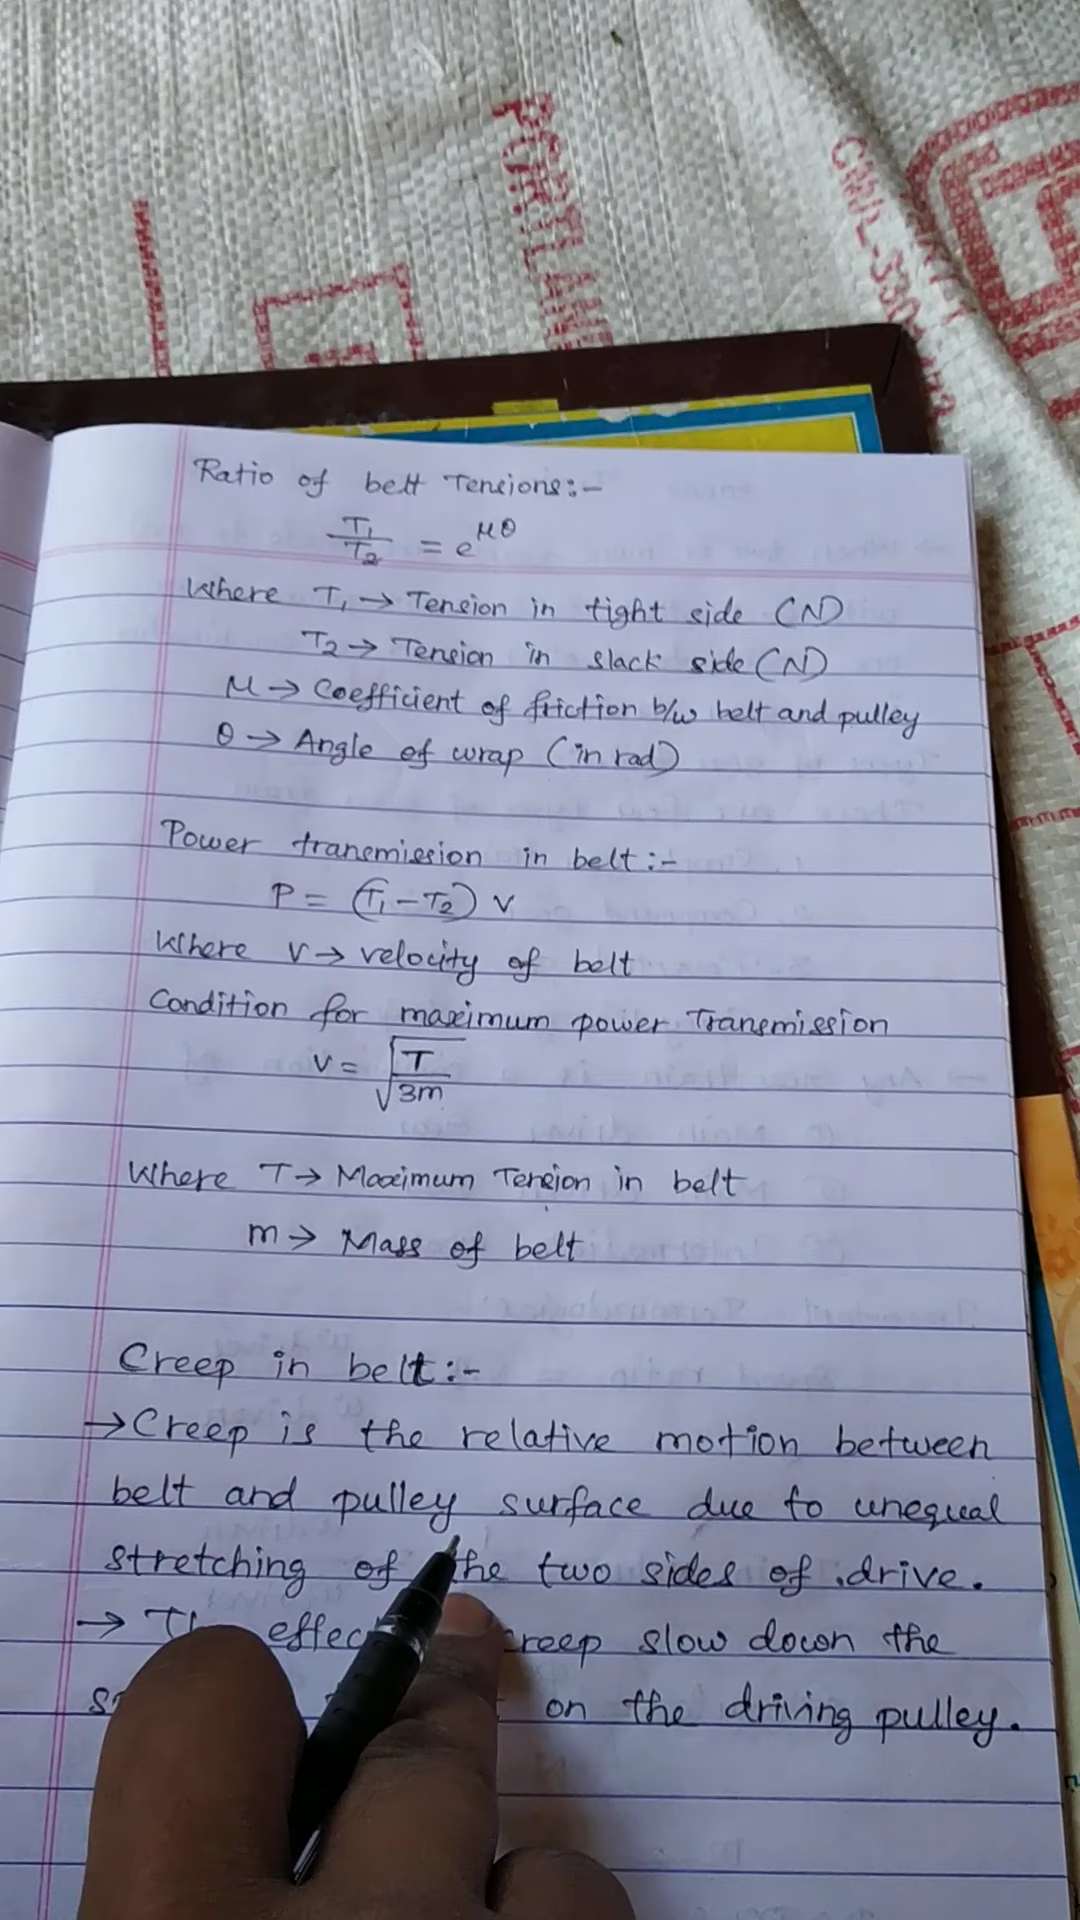 PORTLAND
CM/L-330
Ratio of belt Tensions:-
T1/T2 = e^μθ
Where T1 → Tension in tight side (N)
T2 → Tension in slack side (N)
μ → Coefficient of friction b/w belt and pulley
θ → Angle of wrap (in rad)
Power transmission in belt:-
P = (T1-T2) v
Where v → velocity of belt
Condition for maximum power Transmission
v = √T/3m
Where T → Maximum Tension in belt
m → Mass of belt
Creep in belt:-
→ Creep is the relative motion between
belt and pulley surface due to unequal
stretching of the two sides of drive.
→ effec creep slow down the
on the driving pulley.